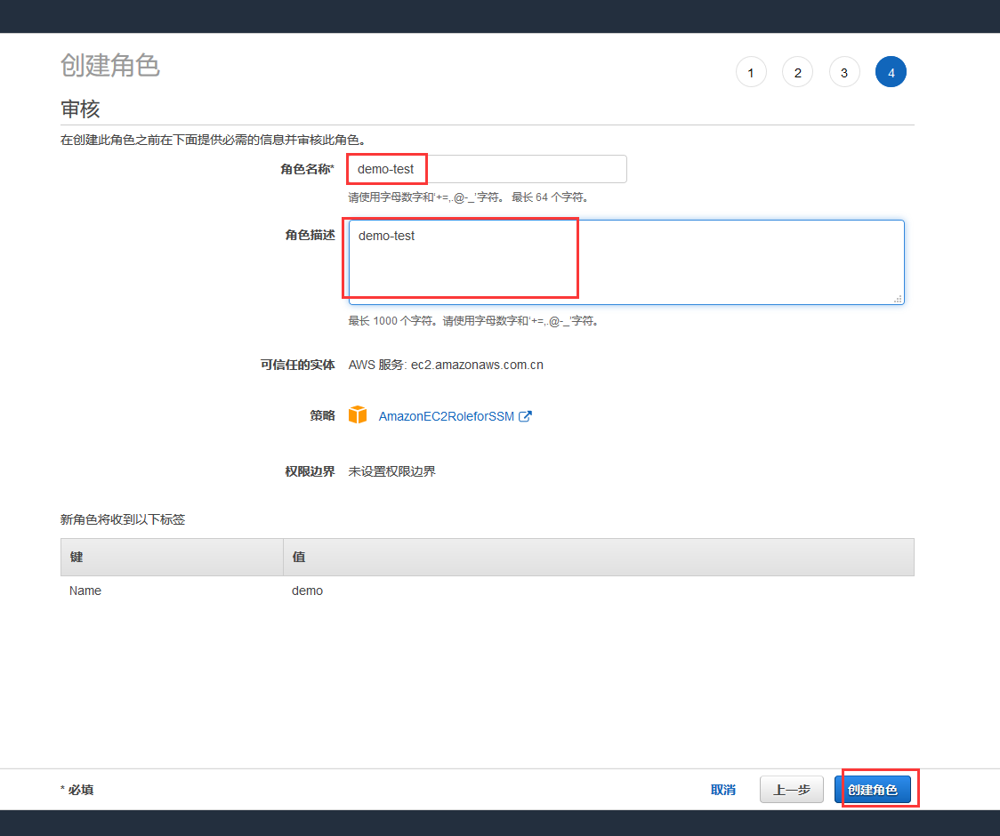 创建角色
1 2 3 4
审核
在创建此角色之前在下面提供必需的信息并审核此角色。
角色名称* demo-test
请使用字母数字和‘+=,.@-_’字符。 最长 64 个字符。
角色描述 demo-test
最长 1000 个字符。请使用字母数字和‘+=,.@-_’字符。
可信任的实体 AWS 服务: ec2.amazonaws.com.cn
策略 AmazonEC2RoleforSSM
权限边界 未设置权限边界
新角色将收到以下标签
键 值
Name demo
* 必填 取消 上一步 创建角色